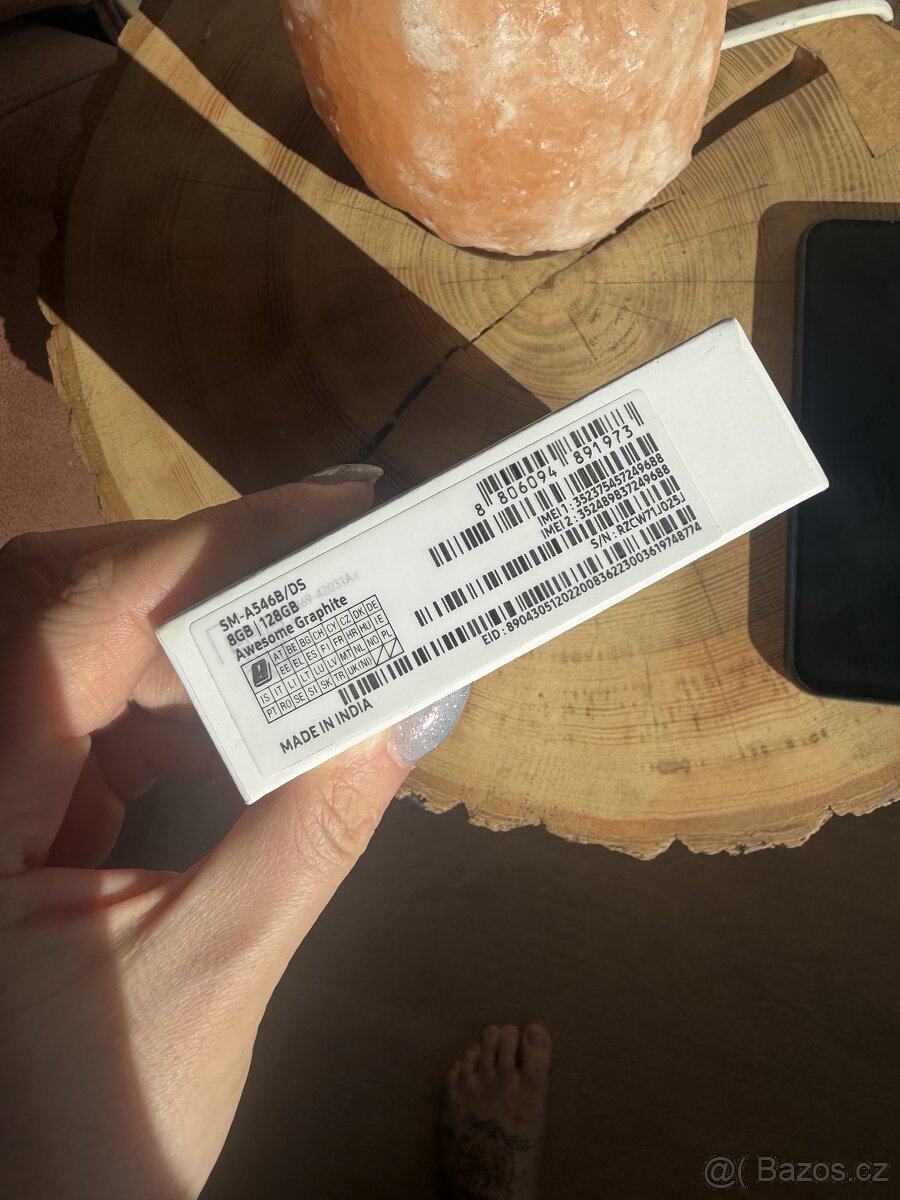 8 806094 891973
IMEI 1 : 352375457249688
IMEI 2 : 352489837249688
S/N : RZCW71J0Z5J
EID : 89043051202200836223003619748774
SM-A546B/DS
8GB | 128GB
Awesome Graphite
AT BE BG CH CY CZ DK DE
EE EL ES FI FR HR HU IE
IS IT LI LT LU LV MT NL NO PL
PT RO SE SI SK TR UK(NI)
MADE IN INDIA
@( Bazos.cz